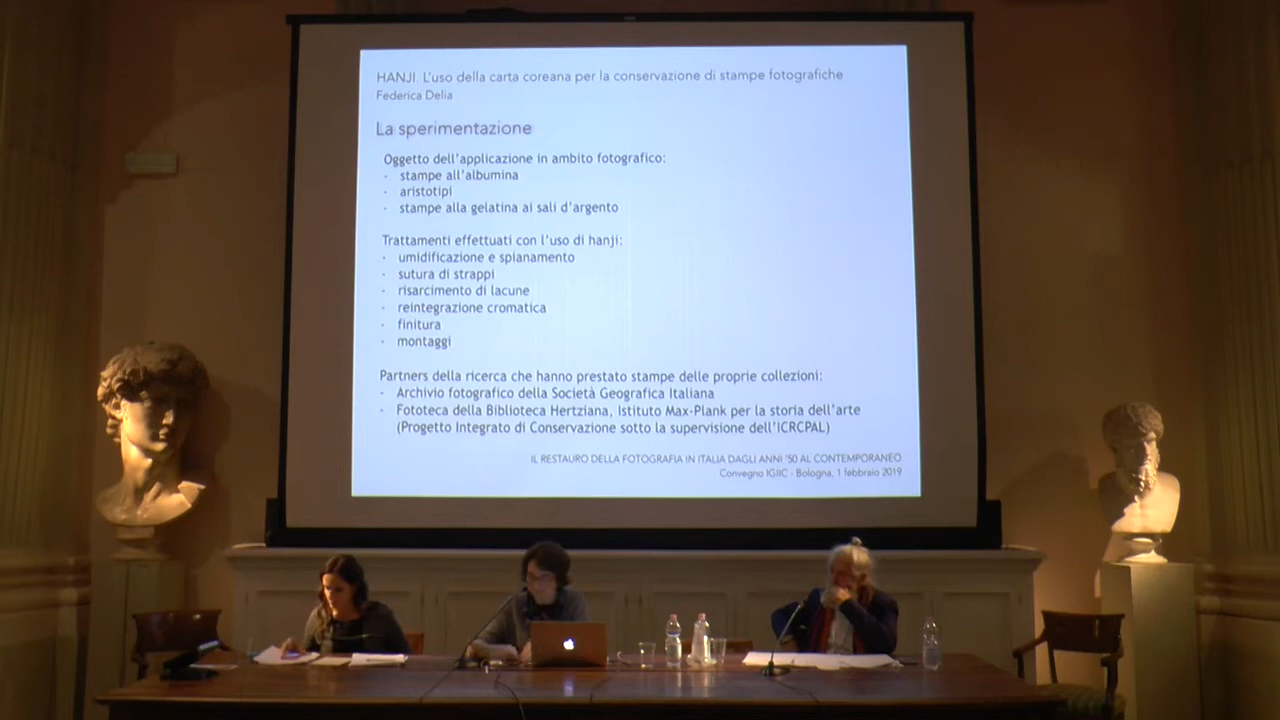 HANJI. L'uso della carta coreana per la conservazione di stampe fotografiche
Federica Delia
La sperimentazione
Oggetto dell'applicazione in ambito fotografico:
- stampe all'albumina
- aristotipi
- stampe alla gelatina ai sali d'argento
Trattamenti effettuati con l'uso di hanji:
- umidificazione e spianamento
- sutura di strappi
- risarcimento di lacune
- reintegrazione cromatica
- finitura
- montaggi
Partners della ricerca che hanno prestato stampe delle proprie collezioni:
- Archivio fotografico della Società Geografica Italiana
- Fototeca della Biblioteca Hertziana, Istituto Max-Plank per la storia dell'arte
(Progetto Integrato di Conservazione sotto la supervisione dell'ICRCPAL)
IL RESTAURO DELLA FOTOGRAFIA IN ITALIA DAGLI ANNI '50 AL CONTEMPORANEO
Convegno IGIIC - Bologna, 1 febbraio 2019